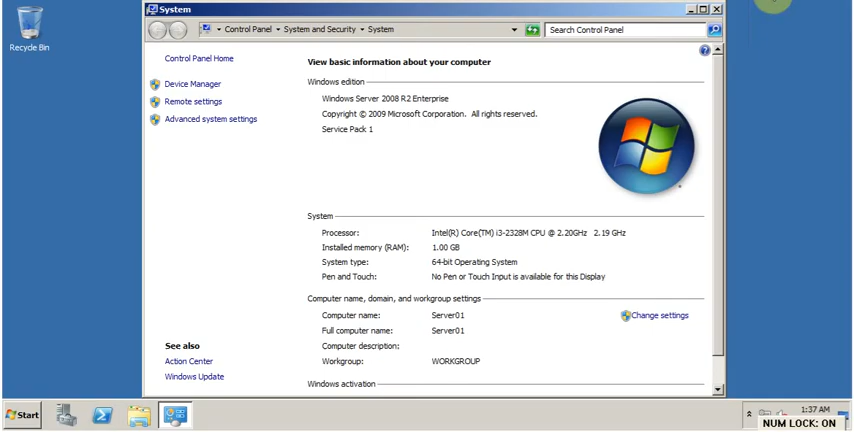 System
Control Panel
System and Security
System
Search Control Panel
Recycle Bin
Control Panel Home
Device Manager
Remote settings
Advanced system settings
View basic information about your computer
Windows edition
Windows Server 2008 R2 Enterprise
Copyright © 2009 Microsoft Corporation. All rights reserved.
Service Pack 1
System
Processor: Intel(R) Core(TM) i3-2328M CPU @ 2.20GHz 2.19 GHz
Installed memory (RAM): 1.00 GB
System type: 64-bit Operating System
Pen and Touch: No Pen or Touch Input is available for this Display
Computer name, domain, and workgroup settings
Computer name: Server01
Change settings
Full computer name: Server01
Computer description:
Workgroup: WORKGROUP
Windows activation
See also
Action Center
Windows Update
Start
1:37 AM
NUM LOCK: ON